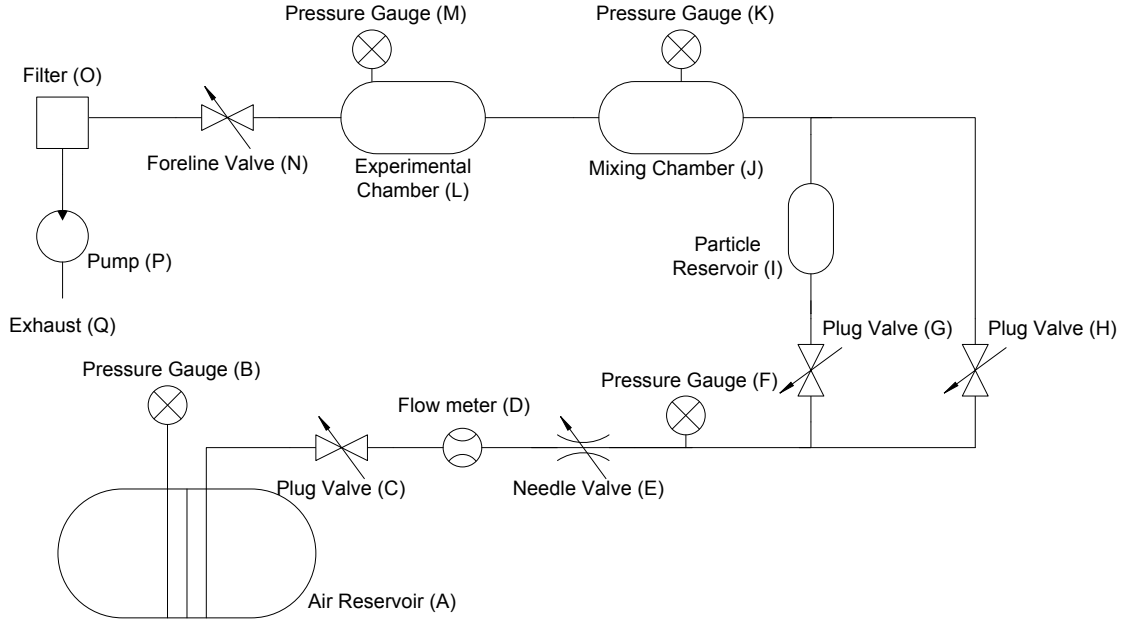 Pressure Gauge (M)
Pressure Gauge (K)
Filter (O)
Foreline Valve (N)
Experimental
Chamber (L)
Mixing Chamber (J)
Particle
Reservoir (I)
Pump (P)
Exhaust (Q)
Plug Valve (G)
Plug Valve (H)
Pressure Gauge (B)
Pressure Gauge (F)
Flow meter (D)
Plug Valve (C)
Needle Valve (E)
Air Reservoir (A)